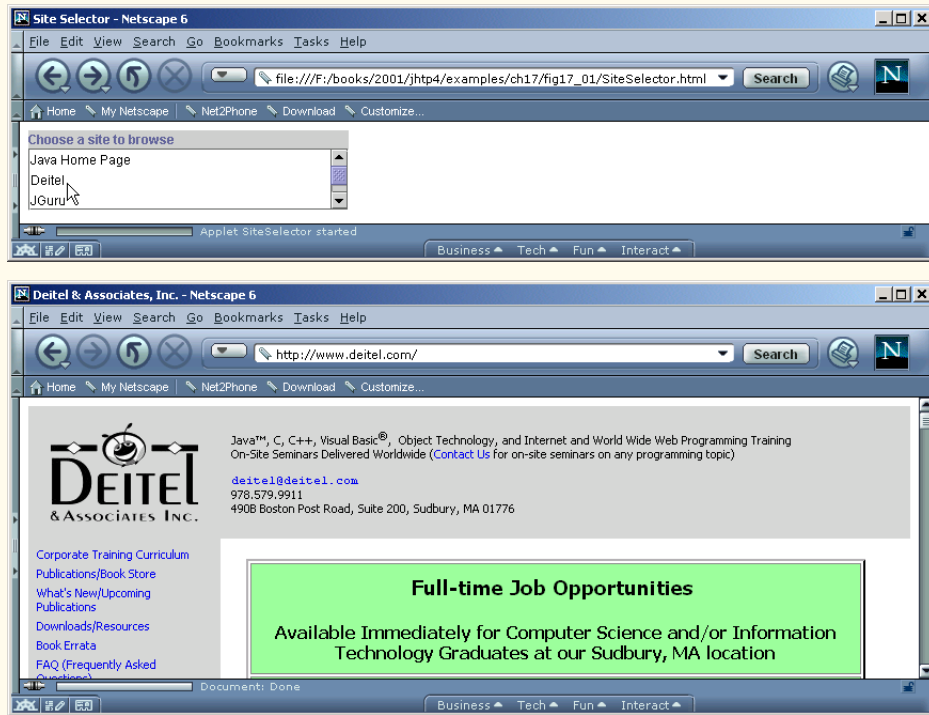 Site Selector - Netscape 6
File Edit View Search Go Bookmarks Tasks Help
file:///F:/books/2001/jhtp4/examples/ch17/fig17_01/SiteSelector.html Search N
Home My Netscape Net2Phone Download Customize...
Choose a site to browse
Java Home Page
Deitel
JGuru
Applet SiteSelector started
Business Tech Fun Interact
Deitel & Associates, Inc. - Netscape 6
File Edit View Search Go Bookmarks Tasks Help
http://www.deitel.com/ Search N
Home My Netscape Net2Phone Download Customize...
DEITEL
& ASSOCIATES INC.
Java™, C, C++, Visual Basic®, Object Technology, and Internet and World Wide Web Programming Training
On-Site Seminars Delivered Worldwide (Contact Us for on-site seminars on any programming topic)
deitel@deitel.com
978.579.9911
490B Boston Post Road, Suite 200, Sudbury, MA 01776
Corporate Training Curriculum
Publications/Book Store
What's New/Upcoming
Publications
Downloads/Resources
Book Errata
FAQ (Frequently Asked
Questions)
Full-time Job Opportunities
Available Immediately for Computer Science and/or Information
Technology Graduates at our Sudbury, MA location
Document: Done
Business Tech Fun Interact